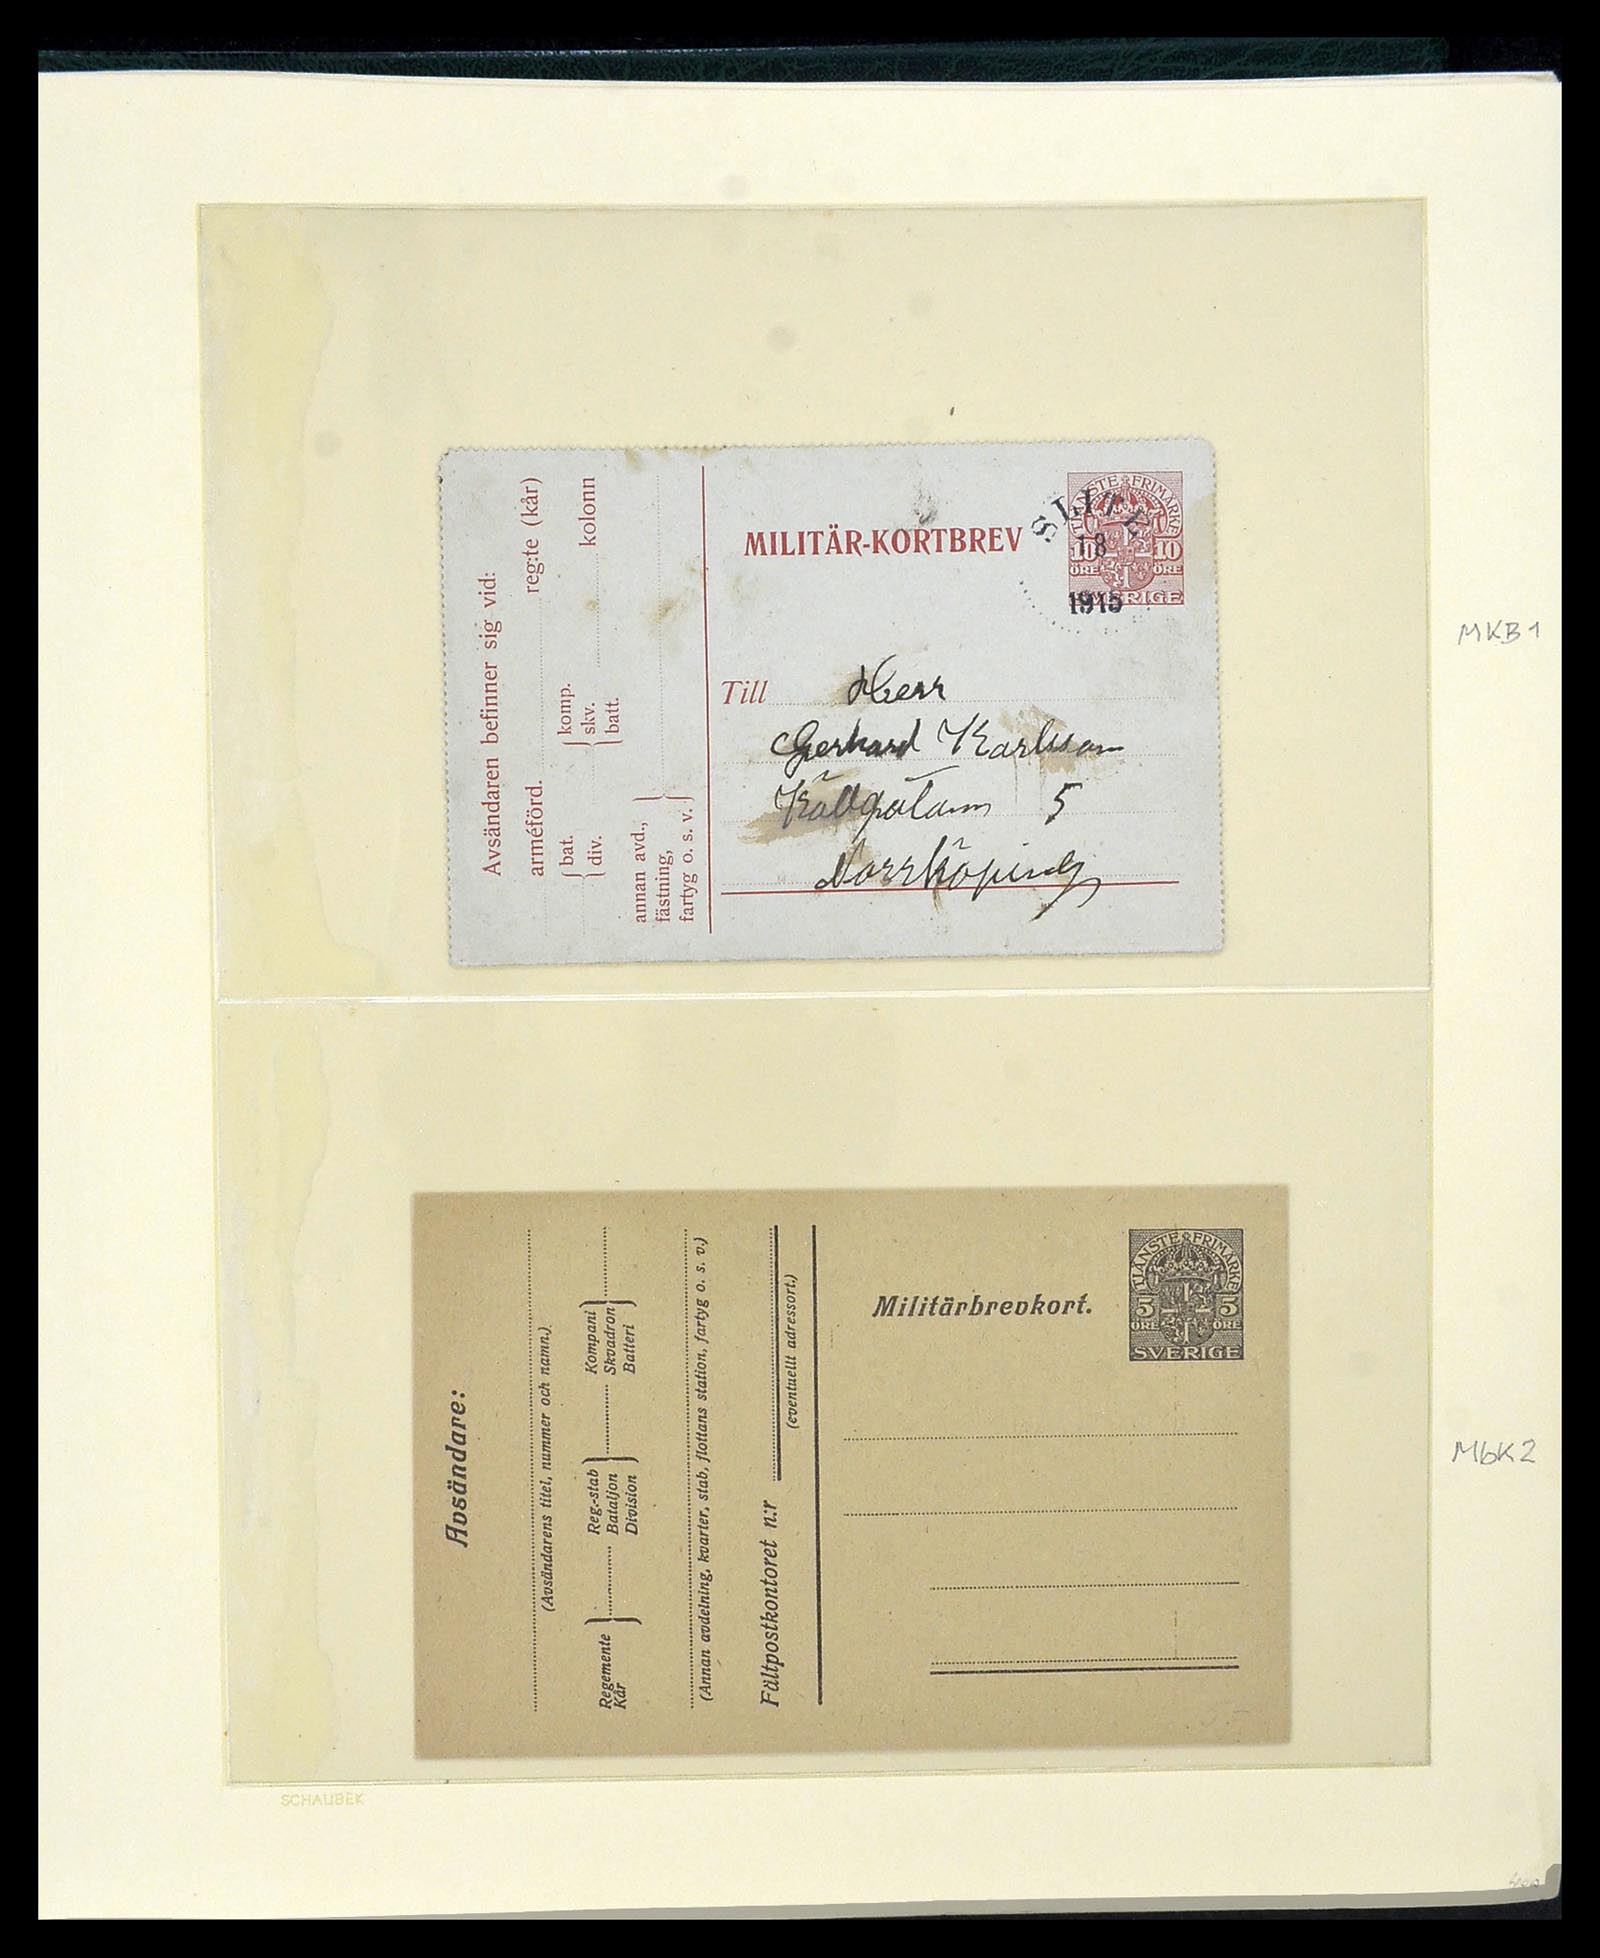 Avsändaren befinner sig vid:
arméförd. reg:te (kår)
bat. komp.
div. skv. kolonn
batt.
annan avd.,
fästning,
fartyg o. s. v.
MILITÄR-KORTBREV
TJÄNSTE FRIMÄRKE
10 10
ÖRE ÖRE
SVERIGE
SLITE
18
1915
Till Herr
Gerhard Karlsson
Källgatan 5
Norrköping
MKB1
Avsändare:
(Avsändarens titel, nummer och namn.)
Regemente Reg.-stab Kompani
Kår Bataljon Skvadron
Division Batteri
(Annan avdelning, kvarter, stab, flottans station, fartyg o. s. v.)
Fältpostkontoret n:r
(eventuellt adressort.)
Militärbrevkort.
TJÄNSTE FRIMÄRKE
5 5
ÖRE ÖRE
SVERIGE
MbK2
SCHAUBEK